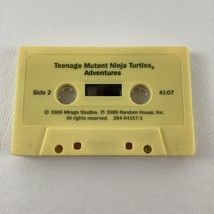 Teenage Mutant Ninja Turtles®
Adventures
Side 2
41:07
© 1989 Mirage Studios. ℗ 1989 Random House, Inc.
All rights reserved. 394-84157-3